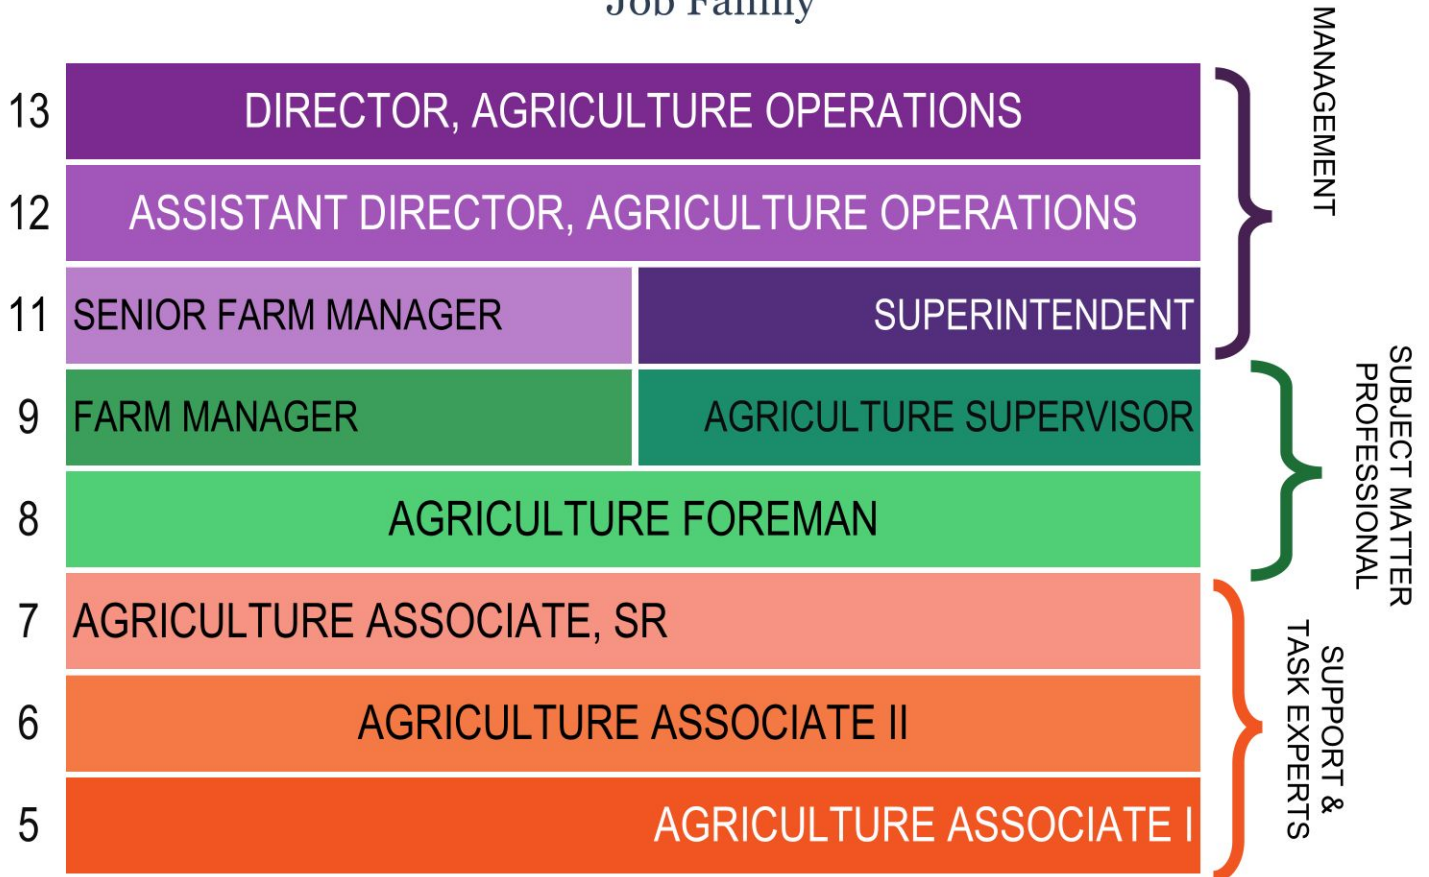 Job Family
13 DIRECTOR, AGRICULTURE OPERATIONS
12 ASSISTANT DIRECTOR, AGRICULTURE OPERATIONS
11 SENIOR FARM MANAGER SUPERINTENDENT
9 FARM MANAGER AGRICULTURE SUPERVISOR
8 AGRICULTURE FOREMAN
7 AGRICULTURE ASSOCIATE, SR
6 AGRICULTURE ASSOCIATE II
5 AGRICULTURE ASSOCIATE I
MANAGEMENT
SUBJECT MATTER
PROFESSIONAL
SUPPORT &
TASK EXPERTS